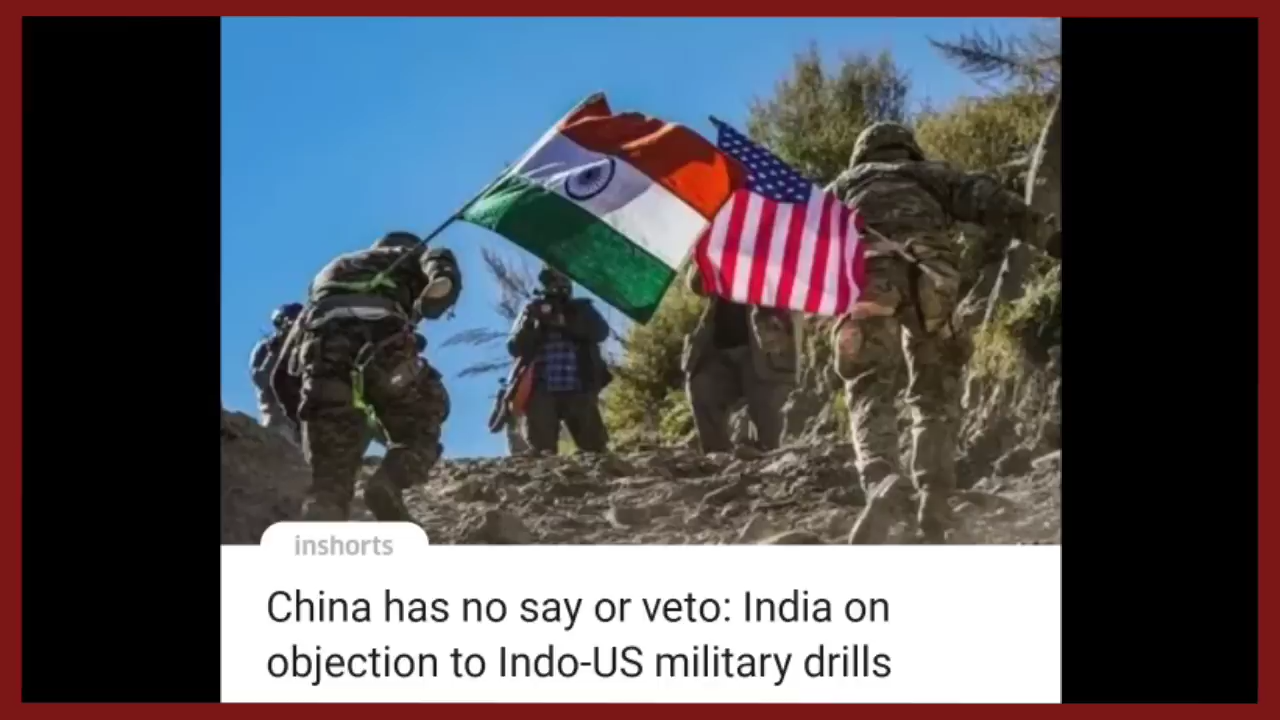 inshorts
China has no say or veto: India on
objection to Indo-US military drills